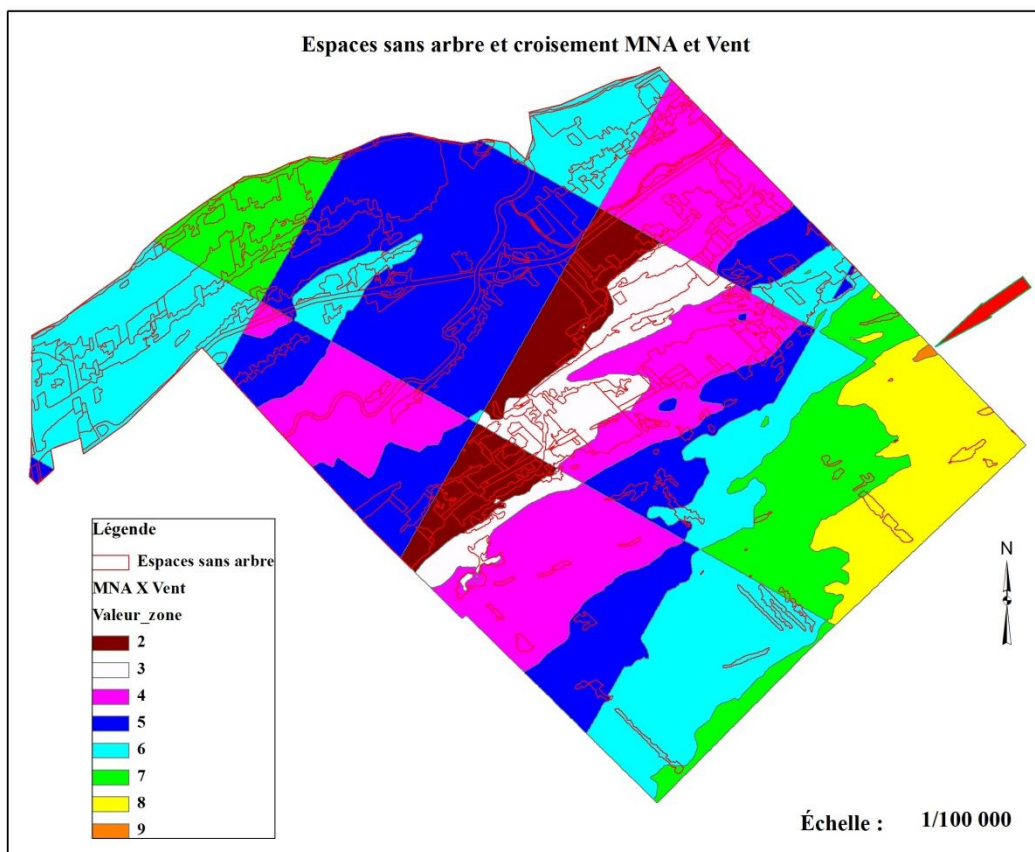 Espaces sans arbre et croisement MNA et Vent
Légende
Espaces sans arbre
MNA X Vent
Valeur_zone
2
3
4
5
6
7
8
9
N
Échelle : 1/100 000